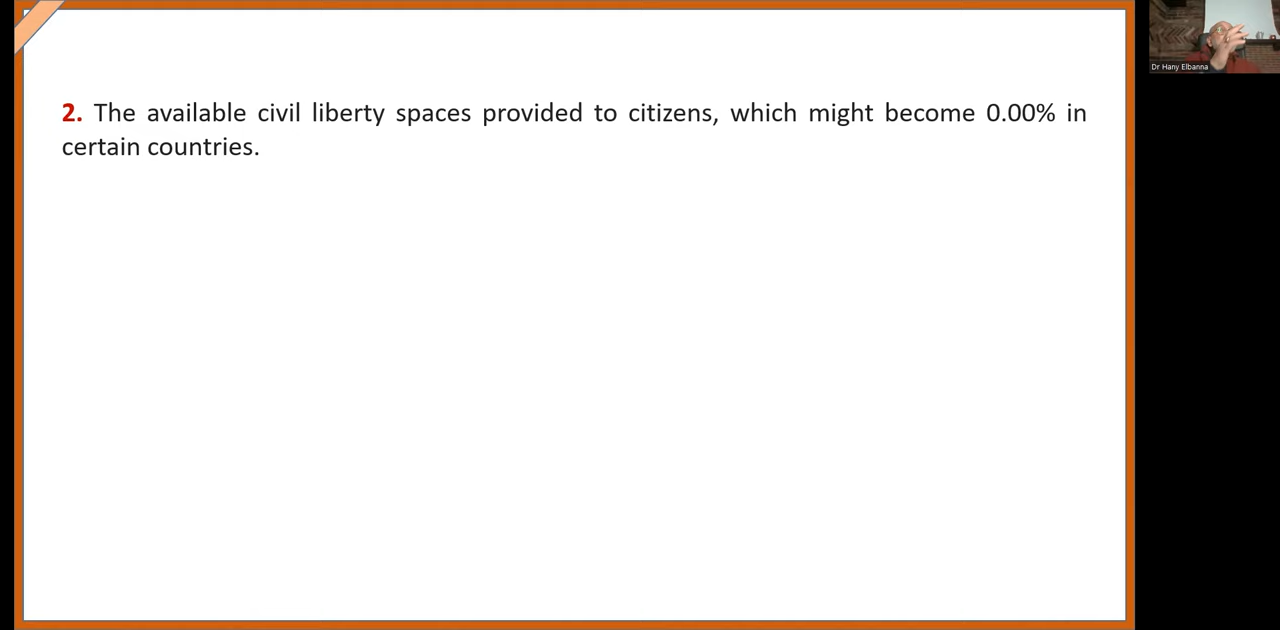 2. The available civil liberty spaces provided to citizens, which might become 0.00% in
certain countries.
Dr Hany Elbanna